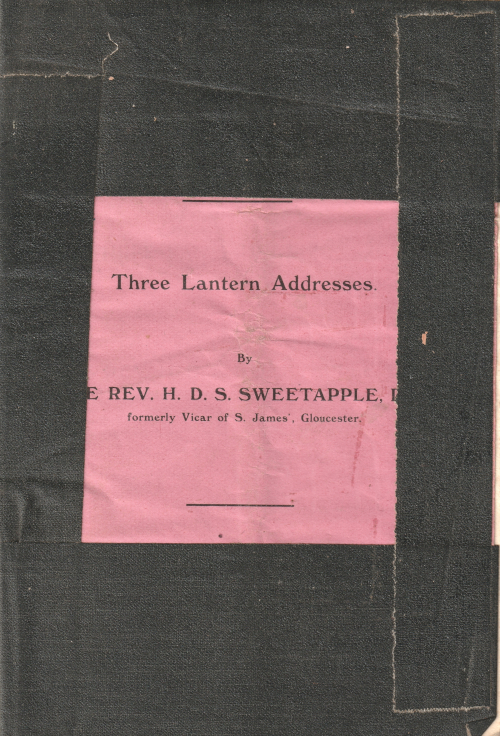 Three Lantern Addresses.
By
E REV. H. D. S. SWEETAPPLE,
formerly Vicar of S. James', Gloucester.